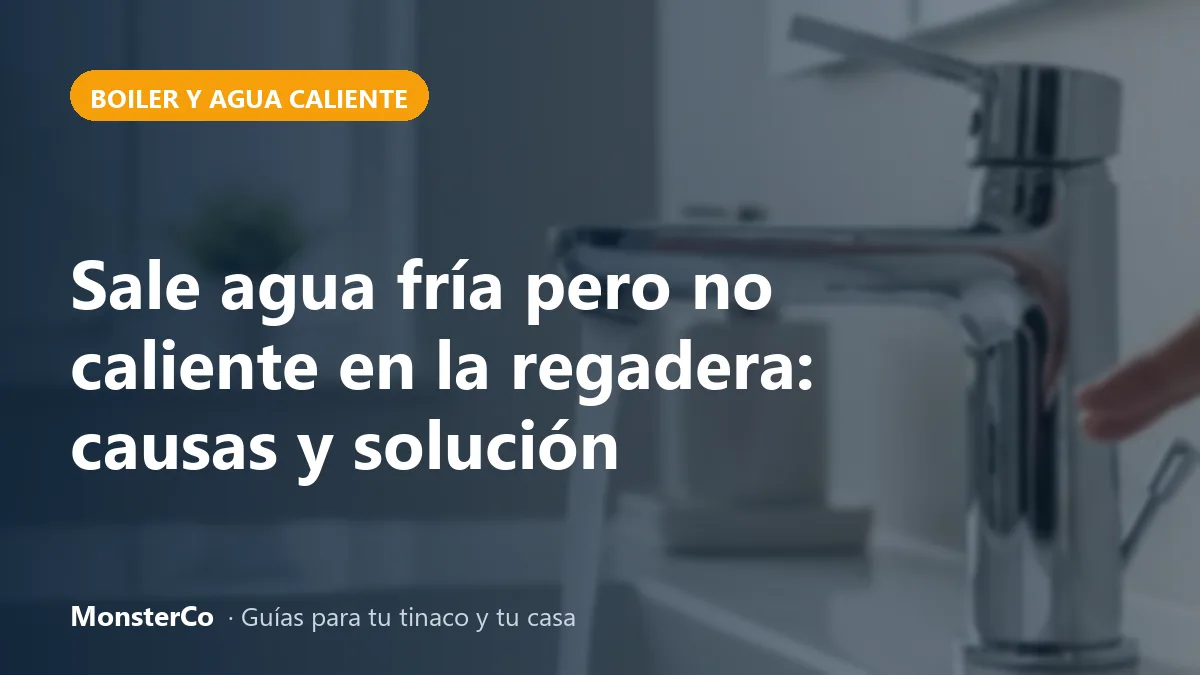 BOILER Y AGUA CALIENTE
Sale agua fría pero no
caliente en la regadera:
causas y solución
MonsterCo · Guías para tu tinaco y tu casa